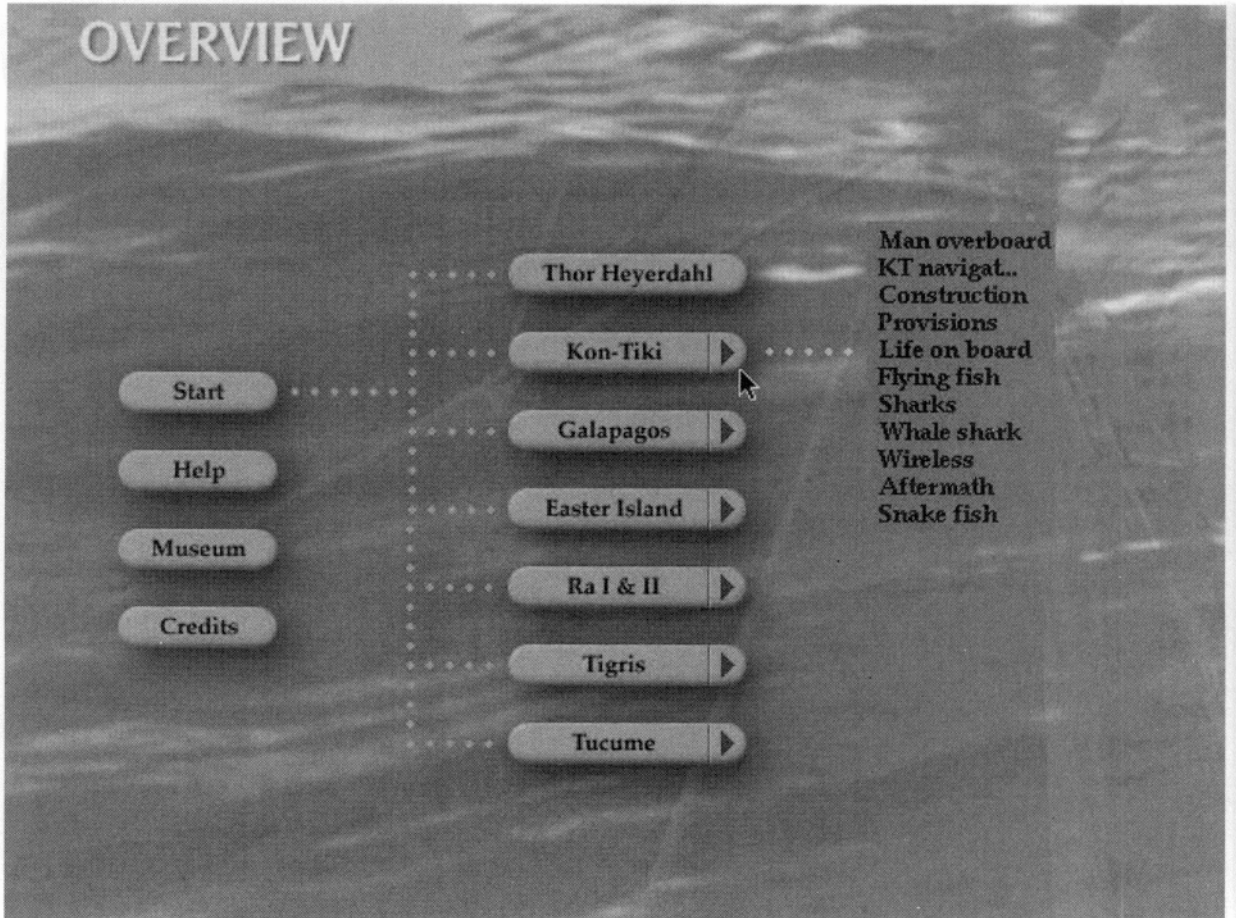 OVERVIEW
Start
Help
Museum
Credits
Thor Heyerdahl
Kon-Tiki
Galapagos
Easter Island
Ra I & II
Tigris
Tucume
Man overboard
KT navigat...
Construction
Provisions
Life on board
Flying fish
Sharks
Whale shark
Wireless
Aftermath
Snake fish